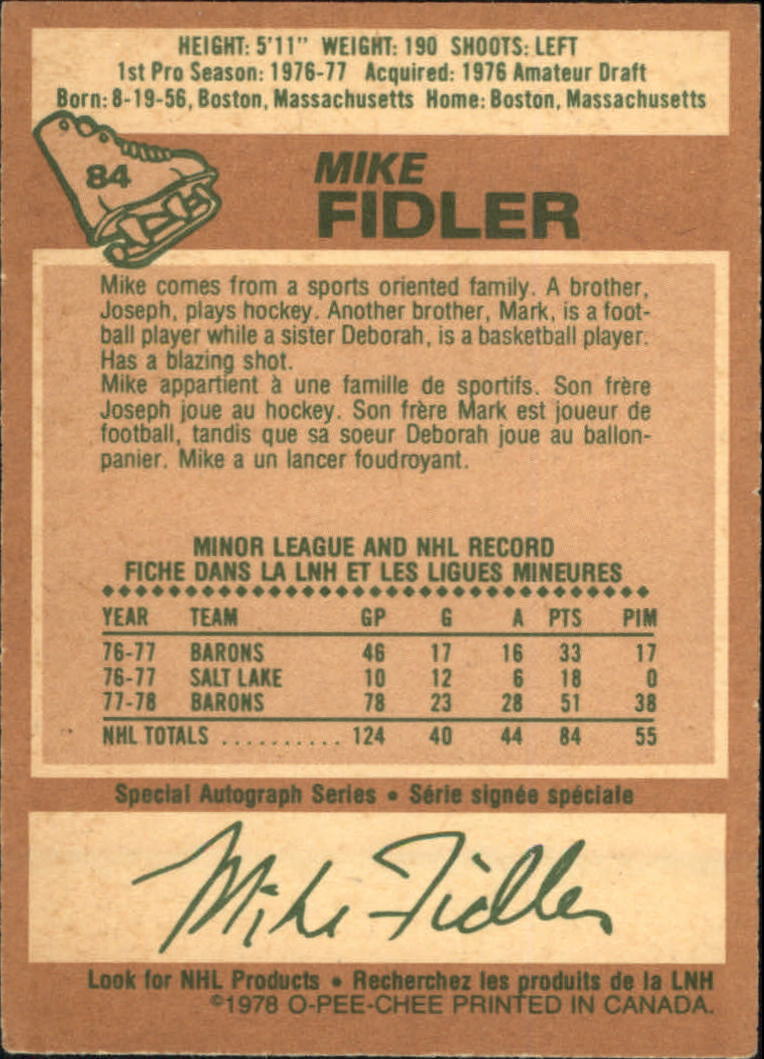 HEIGHT: 5'11" WEIGHT: 190 SHOOTS: LEFT
1st Pro Season: 1976-77 Acquired: 1976 Amateur Draft
Born: 8-19-56, Boston, Massachusetts Home: Boston, Massachusetts
84
MIKE
FIDLER
Mike comes from a sports oriented family. A brother,
Joseph, plays hockey. Another brother, Mark, is a foot-
ball player while a sister Deborah, is a basketball player.
Has a blazing shot.
Mike appartient à une famille de sportifs. Son frère
Joseph joue au hockey. Son frère Mark est joueur de
football, tandis que sa soeur Deborah joue au ballon-
panier. Mike a un lancer foudroyant.
MINOR LEAGUE AND NHL RECORD
FICHE DANS LA LNH ET LES LIGUES MINEURES
YEAR TEAM GP G A PTS PIM
76-77 BARONS 46 17 16 33 17
76-77 SALT LAKE 10 12 6 18 0
77-78 BARONS 78 23 28 51 38
NHL TOTALS .......... 124 40 44 84 55
Special Autograph Series • Série signée spéciale
Mike Fidler
Look for NHL Products • Recherchez les produits de la LNH
©1978 O-PEE-CHEE PRINTED IN CANADA.